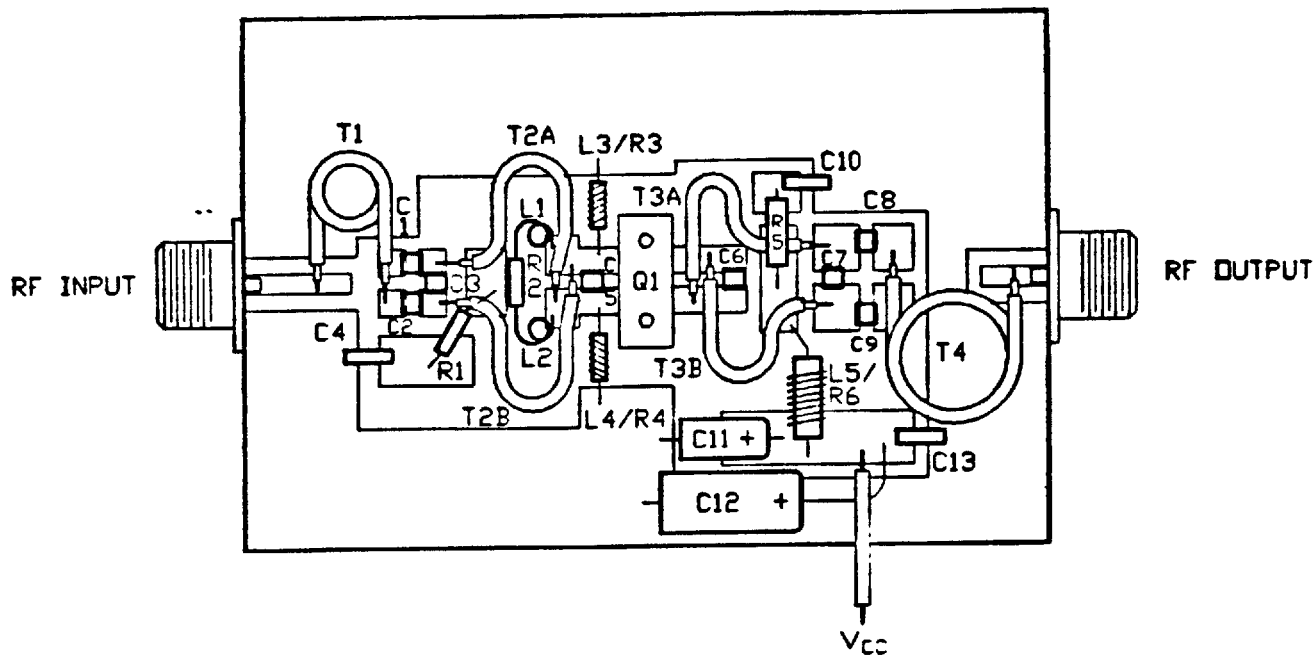 T1
T2A
L3/R3
C10
T3A
C8
C
1
L1
R
5
R
2
C
5
Q1
C6
C7
RF INPUT
RF OUTPUT
C3
C2
C4
C9
R1
L2
T3B
L5/
R6
T4
T2B
L4/R4
C11 +
C13
C12 +
VCC